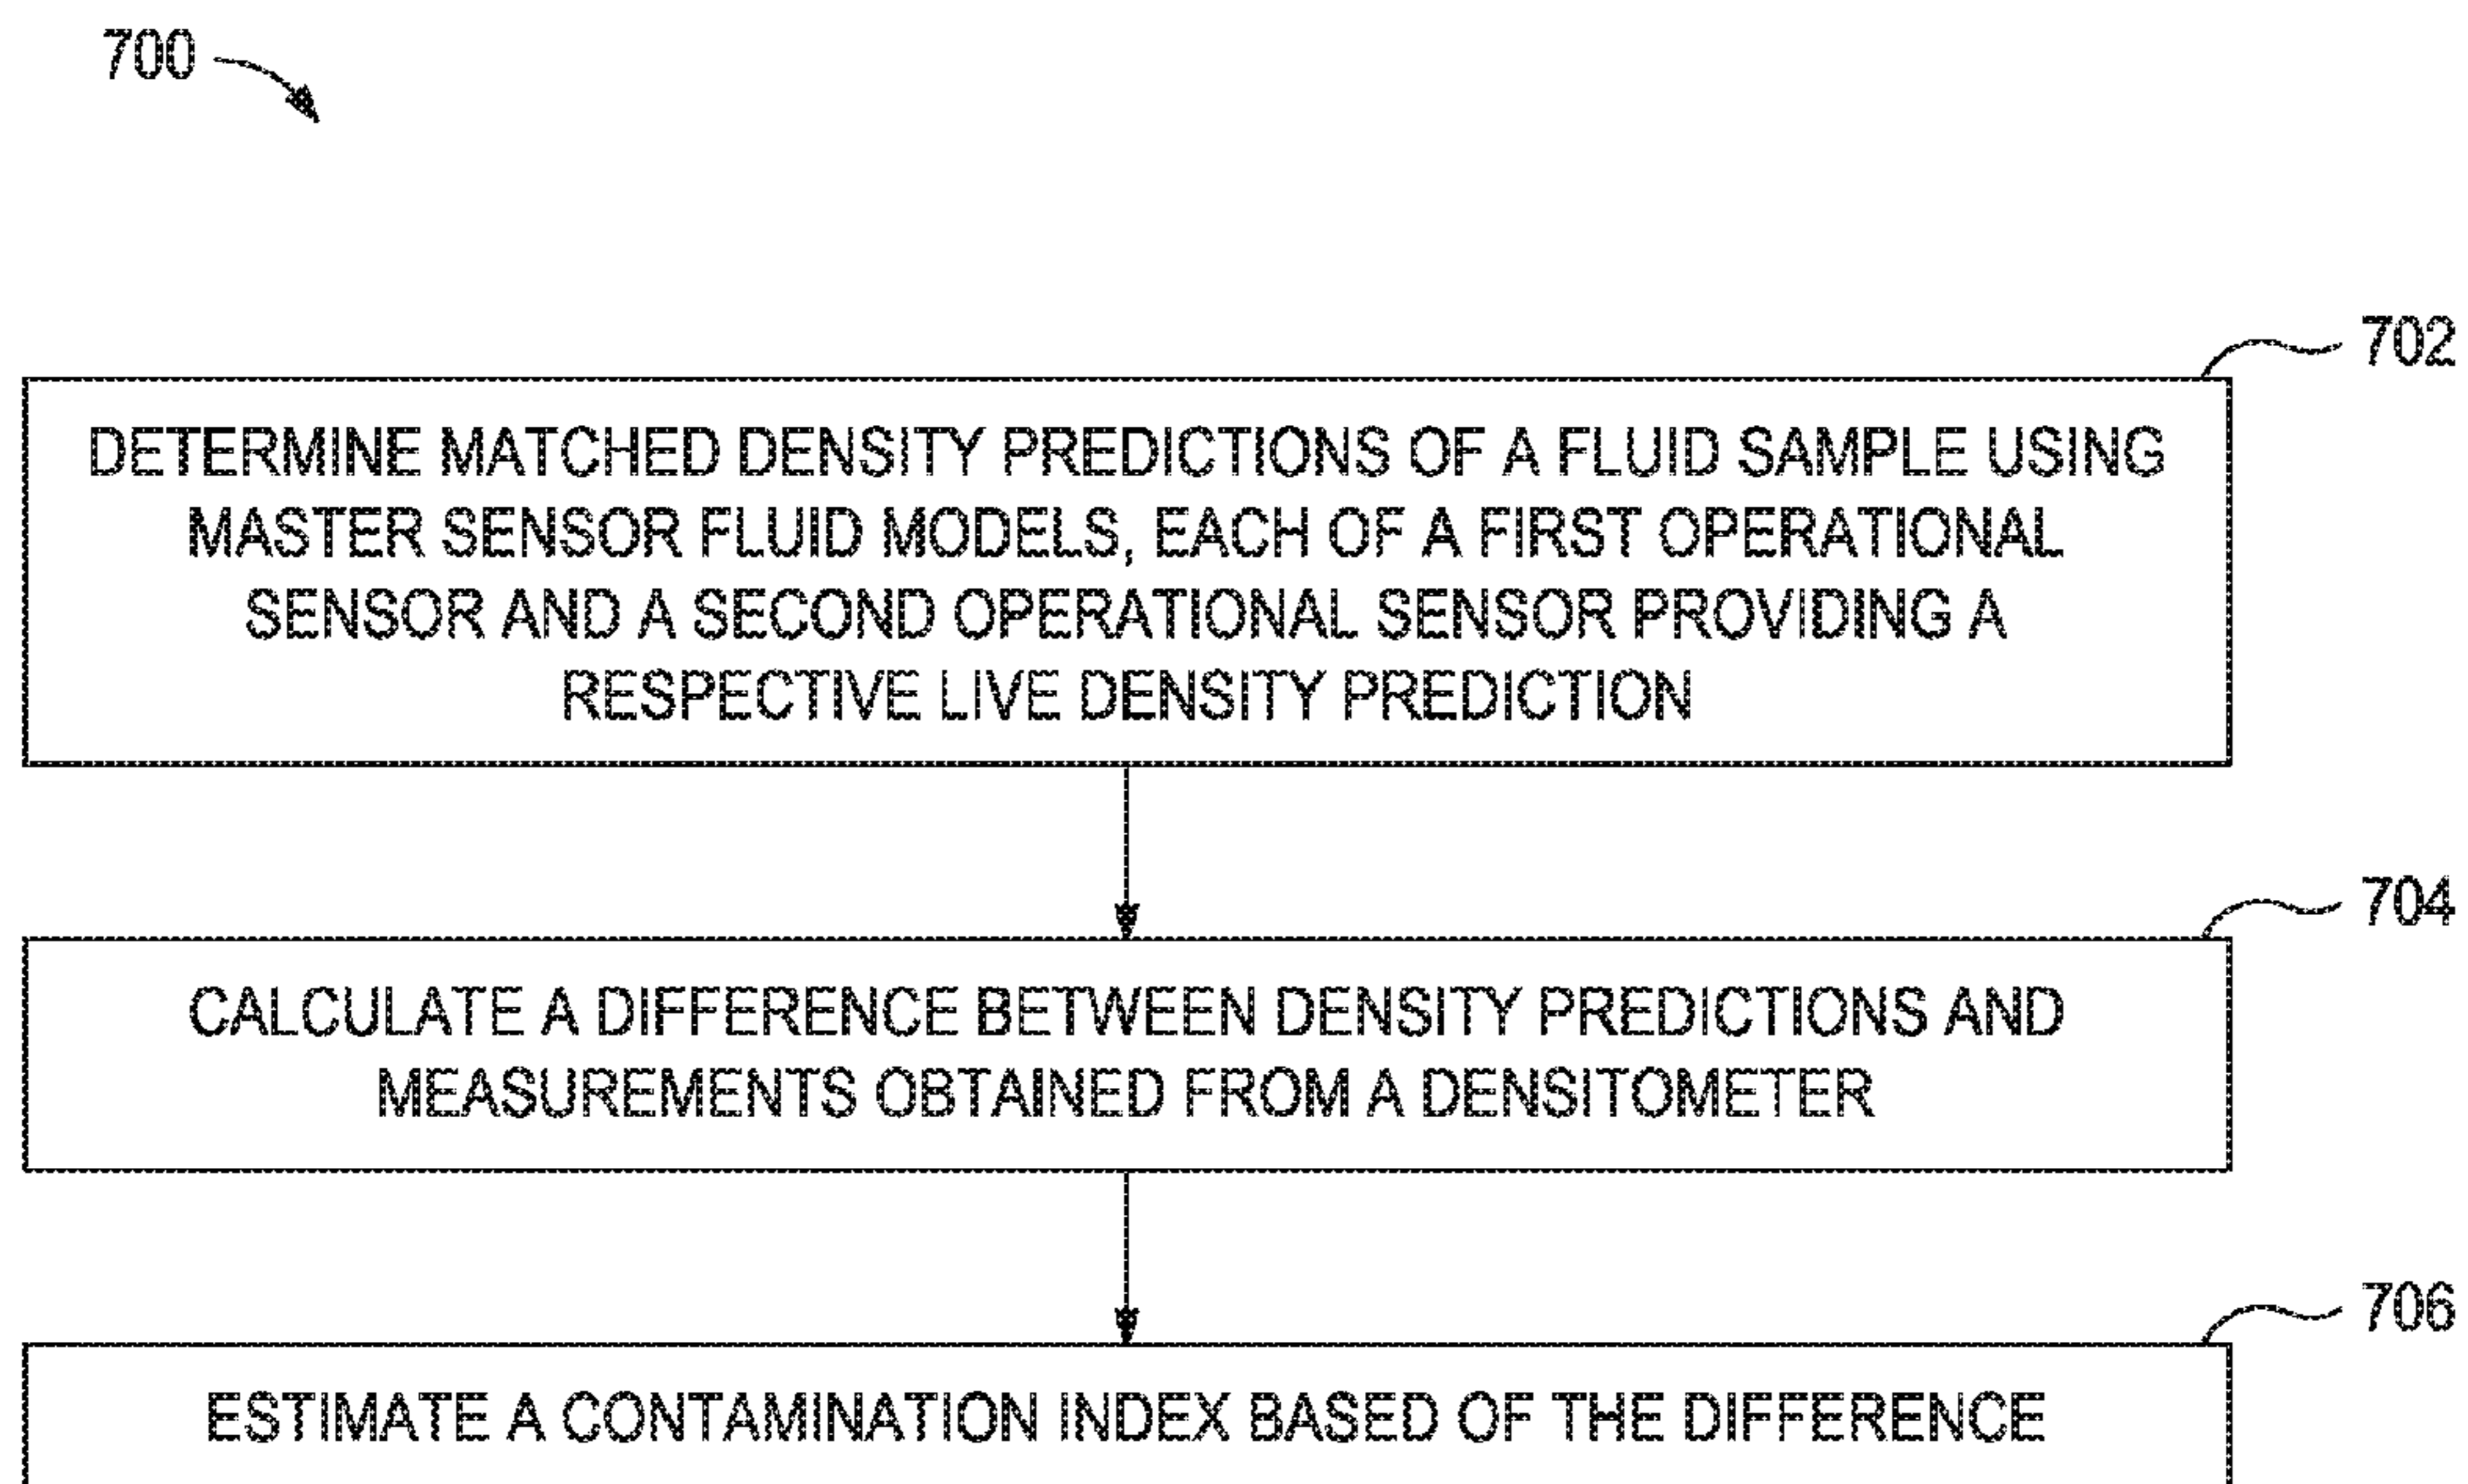 700
702
DETERMINE MATCHED DENSITY PREDICTIONS OF A FLUID SAMPLE USING
MASTER SENSOR FLUID MODELS, EACH OF A FIRST OPERATIONAL
SENSOR AND A SECOND OPERATIONAL SENSOR PROVIDING A
RESPECTIVE LIVE DENSITY PREDICTION
704
CALCULATE A DIFFERENCE BETWEEN DENSITY PREDICTIONS AND
MEASUREMENTS OBTAINED FROM A DENSITOMETER
706
ESTIMATE A CONTAMINATION INDEX BASED OF THE DIFFERENCE